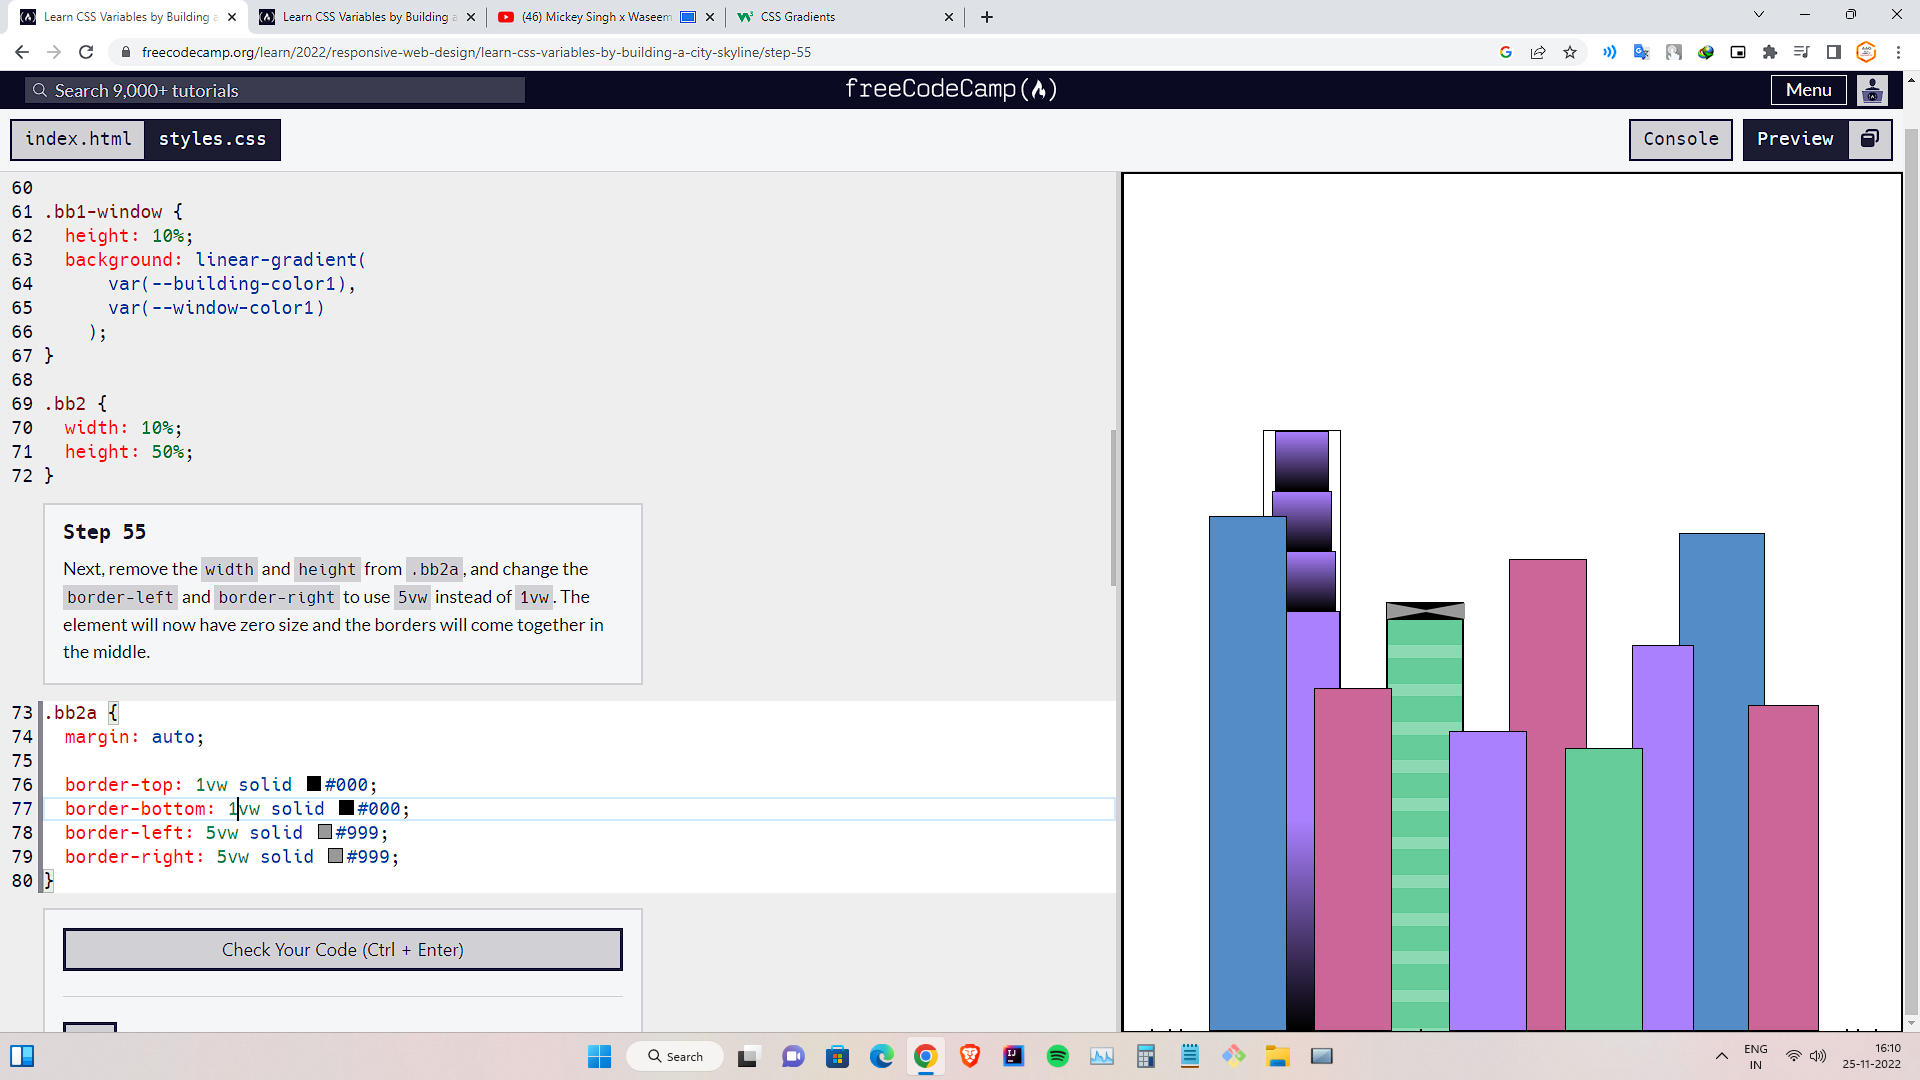 Learn CSS Variables by Building a
Learn CSS Variables by Building a
(46) Mickey Singh x Waseem
CSS Gradients
freecodecamp.org/learn/2022/responsive-web-design/learn-css-variables-by-building-a-city-skyline/step-55
Search 9,000+ tutorials
freeCodeCamp
Menu
index.html
styles.css
Console
Preview
60
61 .bb1-window {
62 height: 10%;
63 background: linear-gradient(
64 var(--building-color1),
65 var(--window-color1)
66 );
67 }
68
69 .bb2 {
70 width: 10%;
71 height: 50%;
72 }
Step 55
Next, remove the width and height from .bb2a, and change the
border-left and border-right to use 5vw instead of 1vw. The
element will now have zero size and the borders will come together in
the middle.
73 .bb2a {
74 margin: auto;
75
76 border-top: 1vw solid #000;
77 border-bottom: 1vw solid #000;
78 border-left: 5vw solid #999;
79 border-right: 5vw solid #999;
80 }
Check Your Code (Ctrl + Enter)
Search
ENG
IN
16:10
25-11-2022